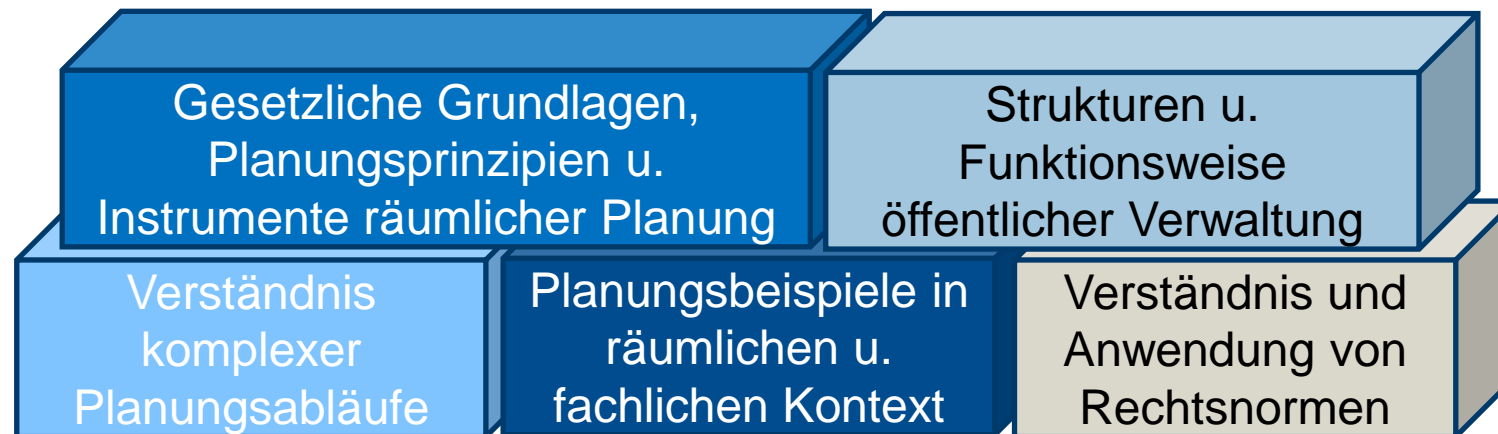 Gesetzliche Grundlagen,
Planungsprinzipien u.
Instrumente räumlicher Planung
Strukturen u.
Funktionsweise
öffentlicher Verwaltung
Verständnis
komplexer
Planungsabläufe
Planungsbeispiele in
räumlichen u.
fachlichen Kontext
Verständnis und
Anwendung von
Rechtsnormen